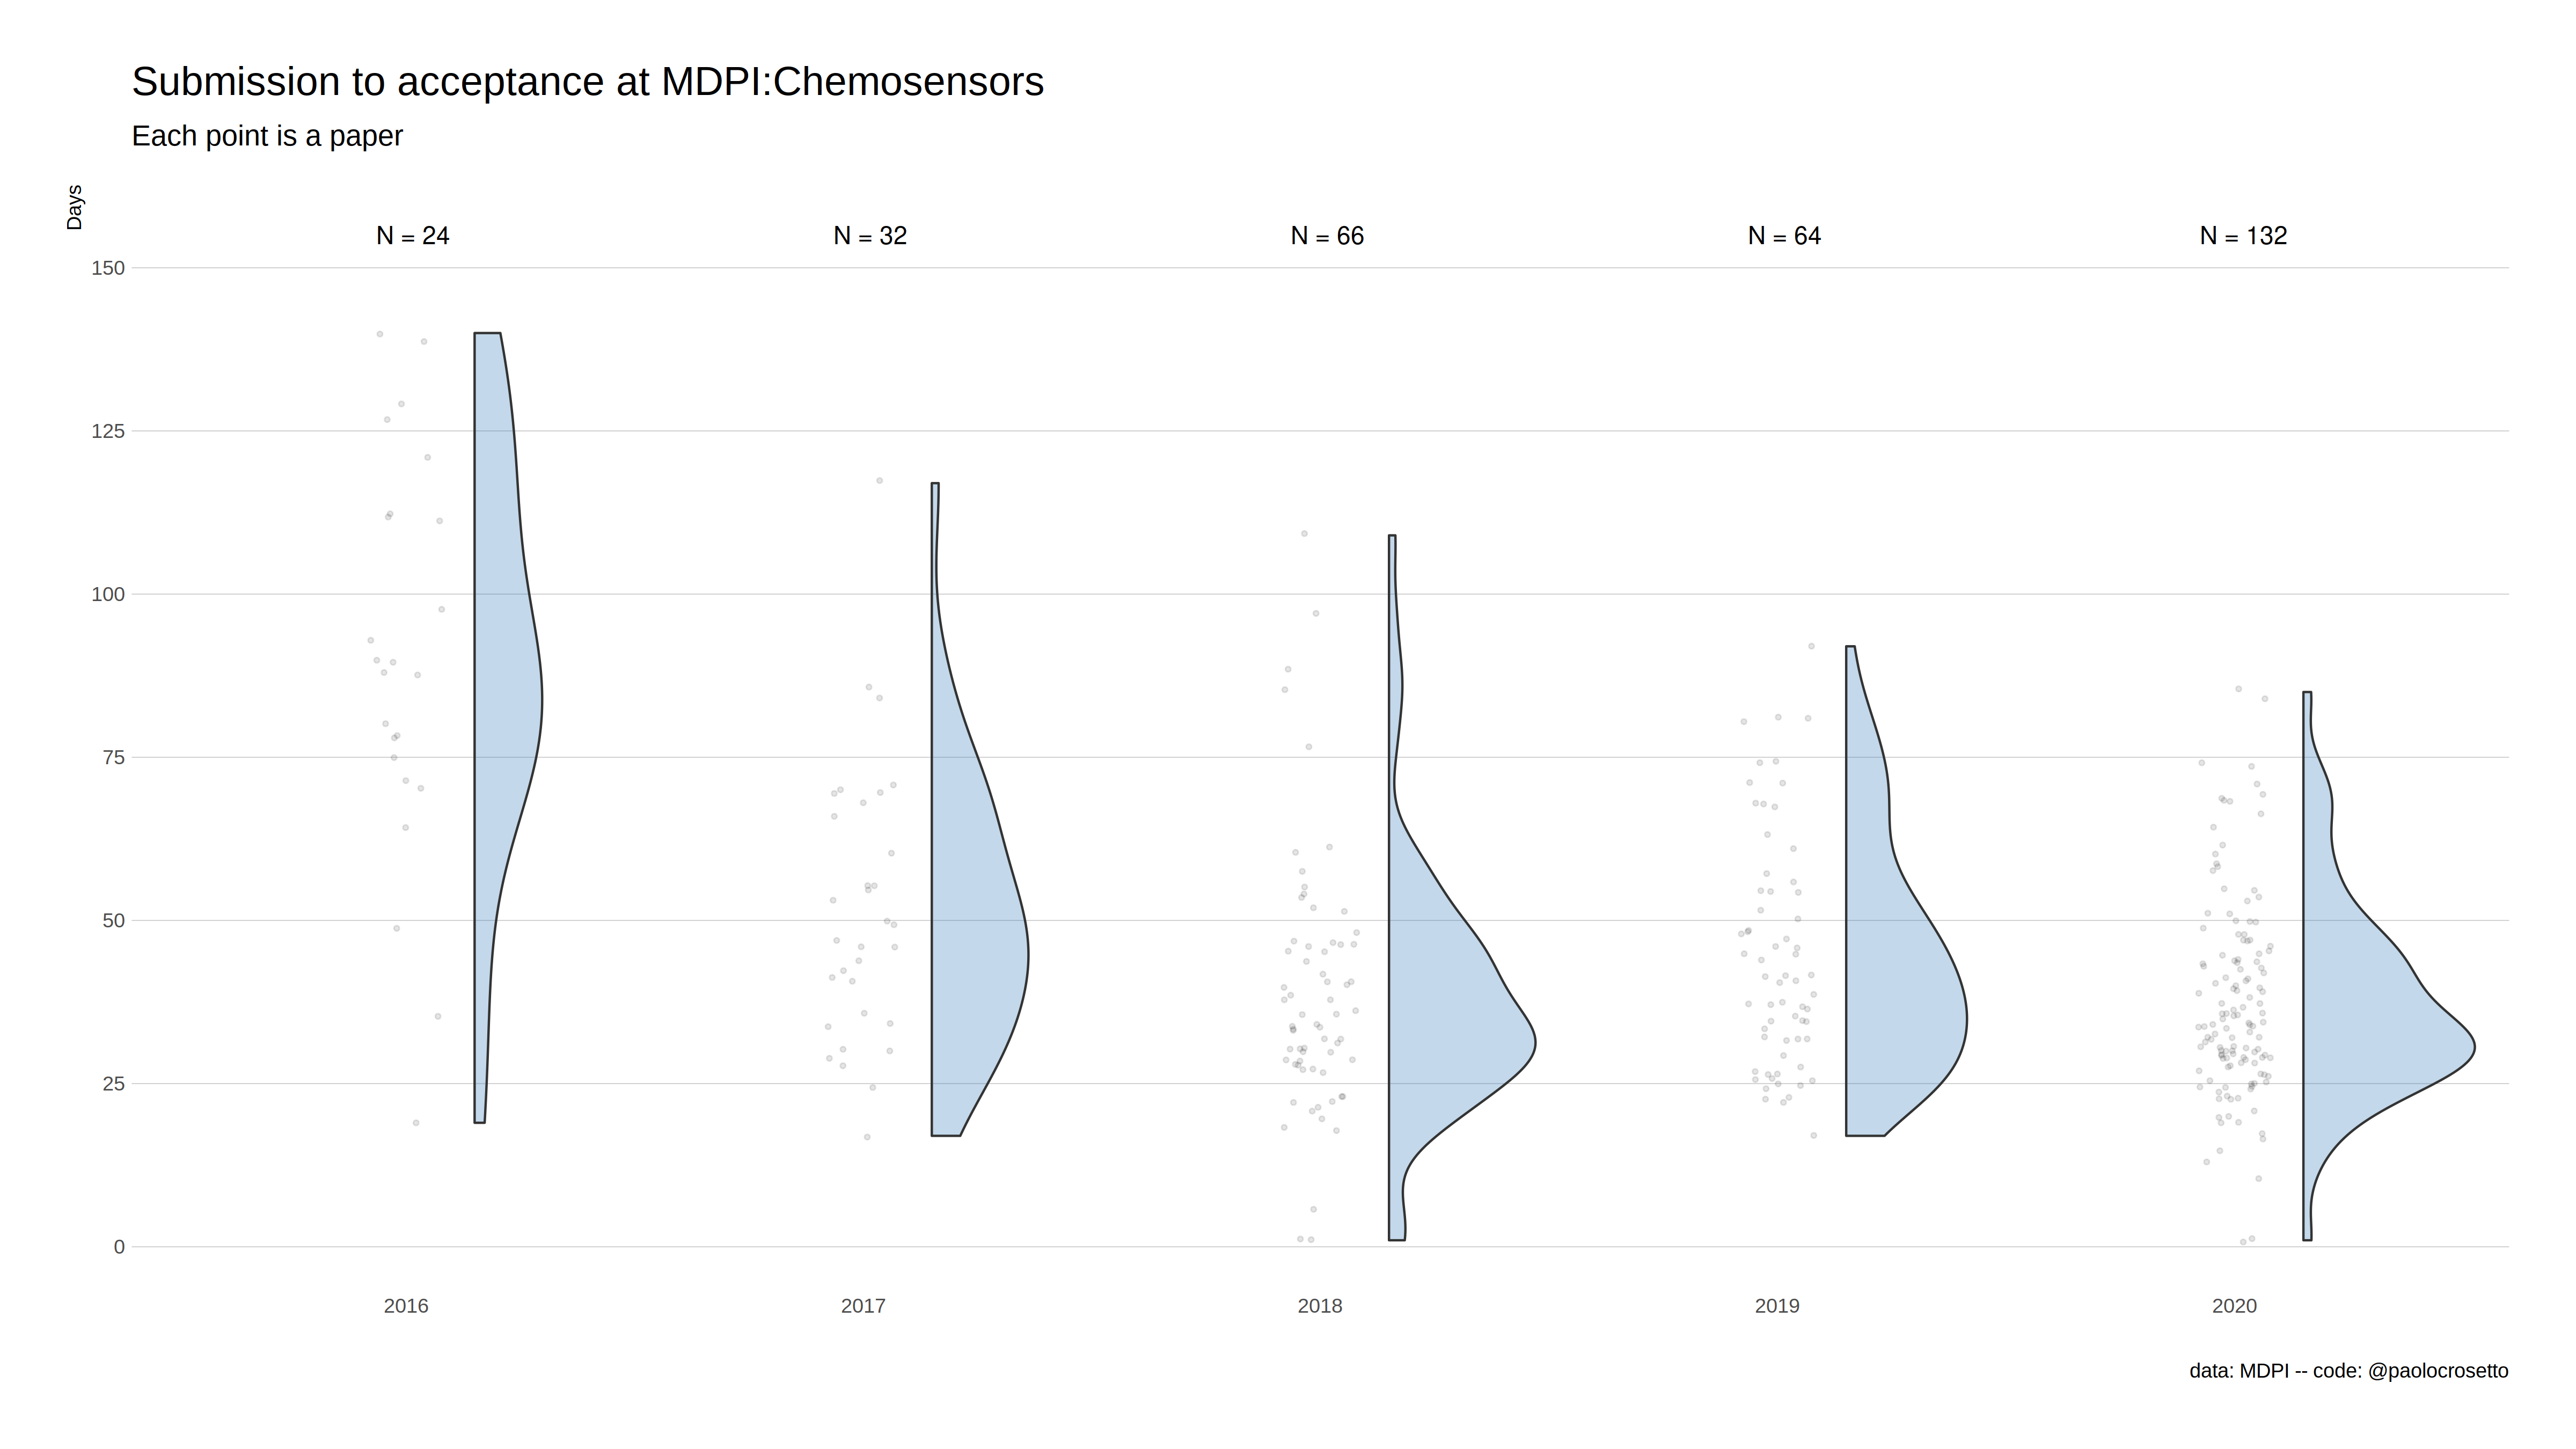 Submission to acceptance at MDPI:Chemosensors
Each point is a paper
Days
N = 24
N = 32
N = 66
N = 64
N = 132
150
125
100
75
50
25
0
2016
2017
2018
2019
2020
data: MDPI -- code: @paolocrosetto